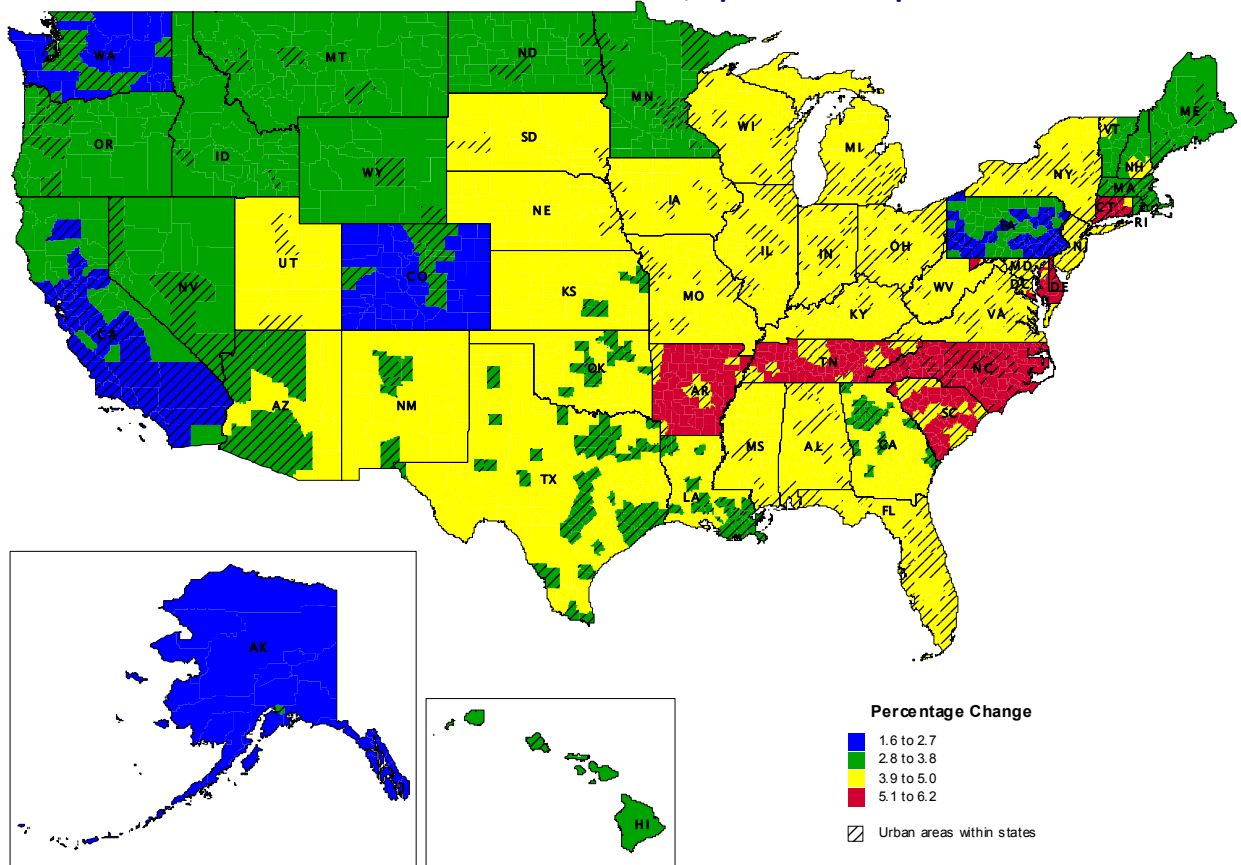 WA
MT
ND
MN
OR
ID
WY
SD
WI
MI
VT
ME
NH
NY
MA
CT
RI
NE
IA
PA
NJ
NV
UT
CO
IL
IN
OH
MD
DE
DC
KS
MO
WV
VA
KY
CA
AZ
NM
OK
AR
TN
NC
SC
TX
LA
MS
AL
GA
FL
AK
HI
Percentage Change
1.6 to 2.7
2.8 to 3.8
3.9 to 5.0
5.1 to 6.2
Urban areas within states